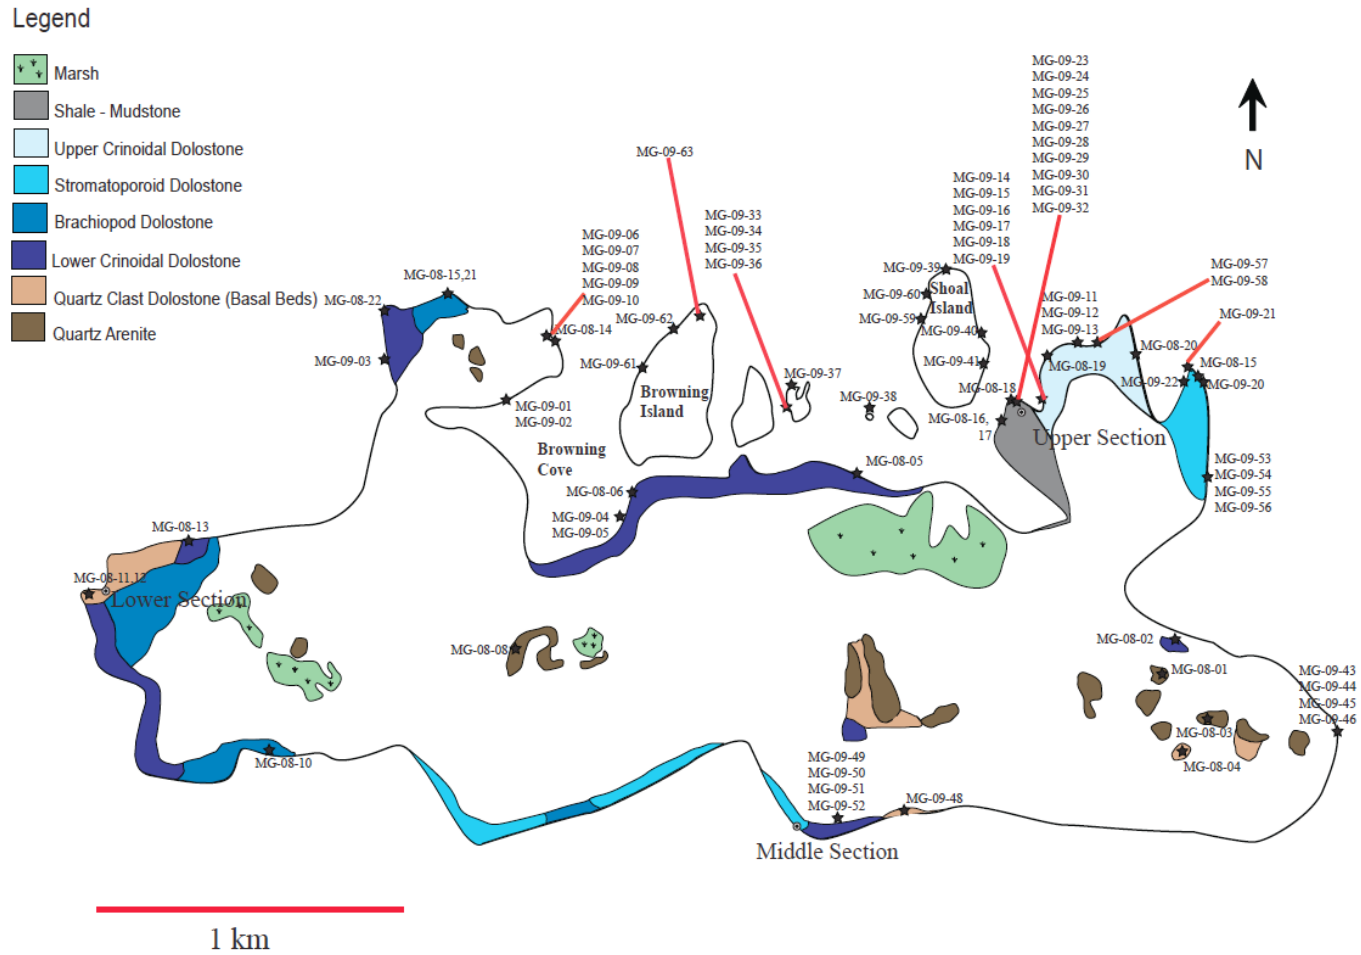 Legend
Marsh
Shale - Mudstone
Upper Crinoidal Dolostone
Stromatoporoid Dolostone
Brachiopod Dolostone
Lower Crinoidal Dolostone
Quartz Clast Dolostone (Basal Beds)
Quartz Arenite
N
MG-09-23
MG-09-24
MG-09-25
MG-09-26
MG-09-27
MG-09-28
MG-09-29
MG-09-30
MG-09-31
MG-09-32
MG-09-63
MG-09-14
MG-09-15
MG-09-16
MG-09-17
MG-09-18
MG-09-19
MG-09-33
MG-09-34
MG-09-35
MG-09-36
MG-09-06
MG-09-07
MG-09-08
MG-09-09
MG-09-10
MG-08-14
MG-08-15,21
MG-08-22
MG-09-03
MG-09-01
MG-09-02
MG-09-62
MG-09-61
Browning
Island
Browning
Cove
MG-09-37
MG-09-38
MG-09-39
Shoal
Island
MG-09-60
MG-09-59
MG-09-40
MG-09-41
MG-09-11
MG-09-12
MG-09-13
MG-09-57
MG-09-58
MG-09-21
MG-08-20
MG-08-19
MG-08-15
MG-09-22
MG-09-20
MG-08-18
MG-08-16,
17
Upper Section
MG-09-53
MG-09-54
MG-09-55
MG-09-56
MG-08-05
MG-08-06
MG-09-04
MG-09-05
MG-08-13
MG-08-11,12
Lower Section
MG-08-08
MG-08-02
MG-08-01
MG-09-43
MG-09-44
MG-09-45
MG-09-46
MG-08-03
MG-08-04
MG-08-10
MG-09-49
MG-09-50
MG-09-51
MG-09-52
MG-09-48
Middle Section
1 km